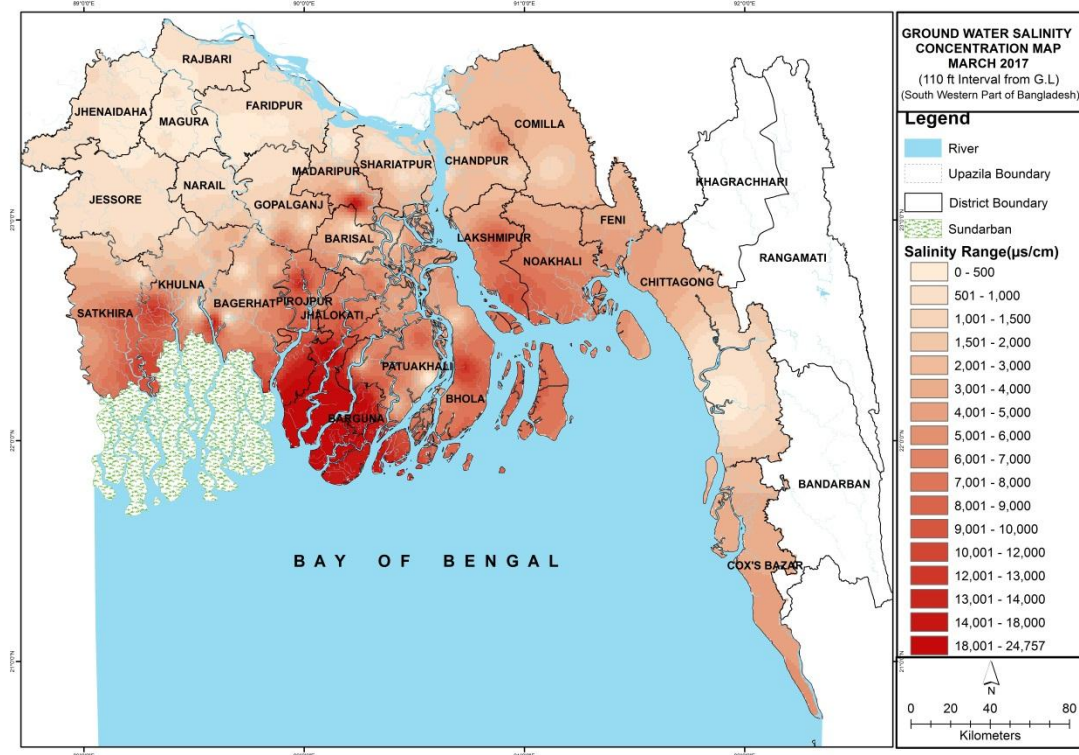 GROUND WATER SALINITY
CONCENTRATION MAP
MARCH 2017
(110 ft Interval from G.L)
(South Western Part of Bangladesh)
Legend
River
Upazila Boundary
District Boundary
Sundarban
Salinity Range(µs/cm)
0 - 500
501 - 1,000
1,001 - 1,500
1,501 - 2,000
2,001 - 3,000
3,001 - 4,000
4,001 - 5,000
5,001 - 6,000
6,001 - 7,000
7,001 - 8,000
8,001 - 9,000
9,001 - 10,000
10,001 - 12,000
12,001 - 13,000
13,001 - 14,000
14,001 - 18,000
18,001 - 24,757
N
0 20 40 80
Kilometers
RAJBARI
JHENAIDAHA
MAGURA
FARIDPUR
COMILLA
SHARIATPUR
CHANDPUR
MADARIPUR
KHAGRACHHARI
NARAIL
JESSORE
GOPALGANJ
FENI
BARISAL
LAKSHMIPUR
NOAKHALI
RANGAMATI
CHITTAGONG
KHULNA
BAGERHAT
PIROJPUR
SATKHIRA
JHALOKATI
PATUAKHALI
BHOLA
BARGUNA
BANDARBAN
BAY OF BENGAL
COX'S BAZAR